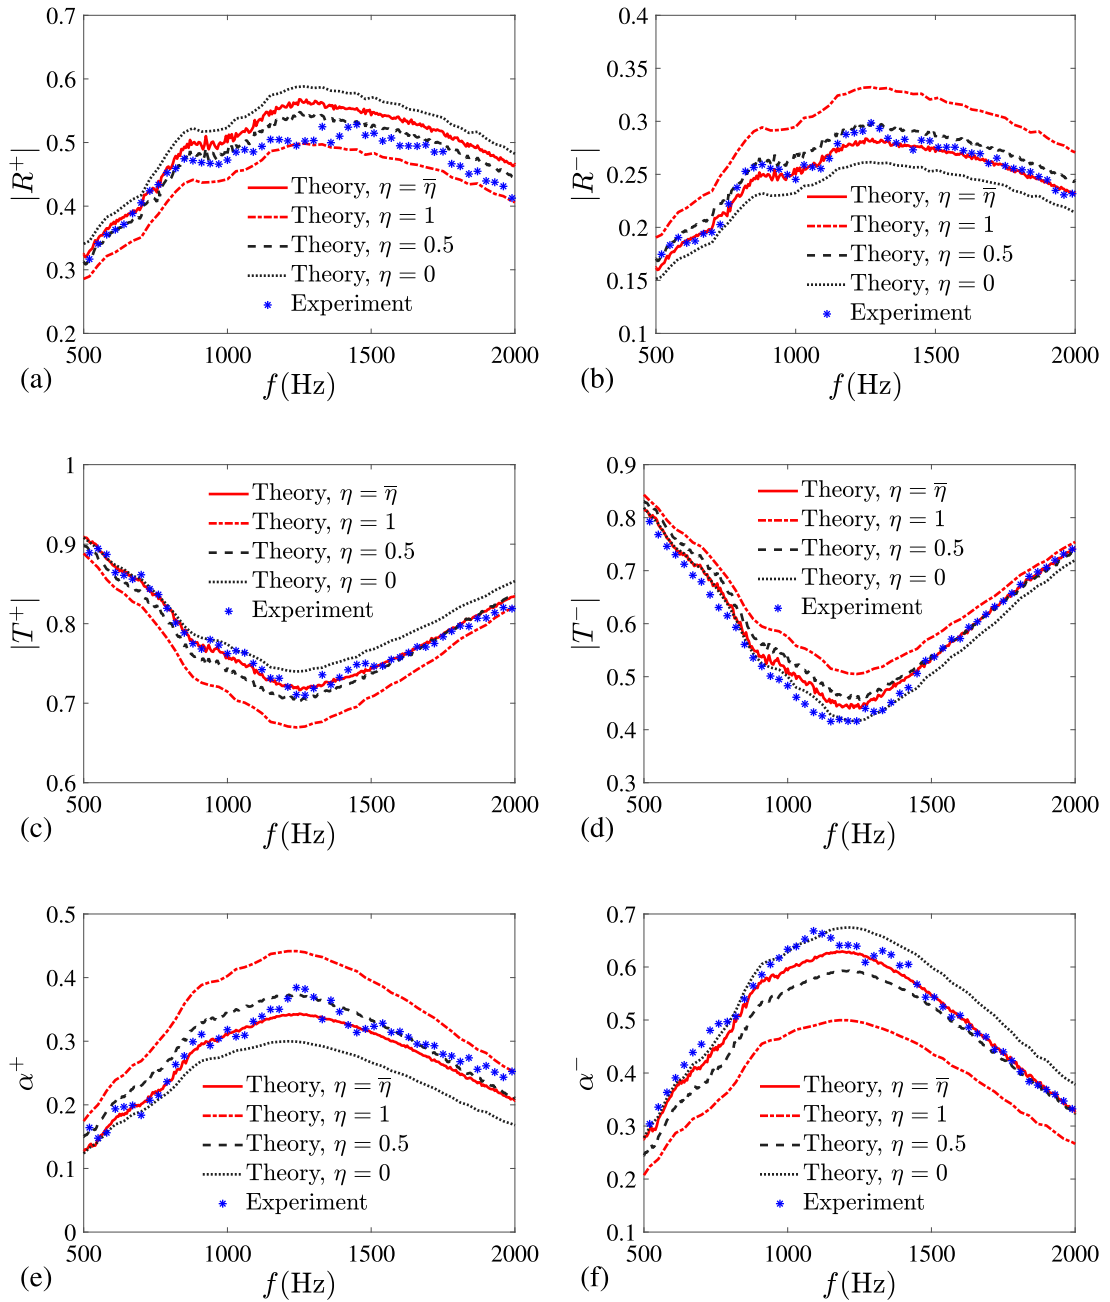 0.7
0.6
0.5
0.4
0.3
0.2
|R⁺|
Theory, η = η̅
Theory, η = 1
Theory, η = 0.5
Theory, η = 0
Experiment
500 1000 1500 2000
(a) f(Hz)
0.4
0.35
0.3
0.25
0.2
0.15
0.1
|R⁻|
Theory, η = η̅
Theory, η = 1
Theory, η = 0.5
Theory, η = 0
Experiment
500 1000 1500 2000
(b) f(Hz)
1
0.9
0.8
0.7
0.6
|T⁺|
Theory, η = η̅
Theory, η = 1
Theory, η = 0.5
Theory, η = 0
Experiment
500 1000 1500 2000
(c) f(Hz)
0.9
0.8
0.7
0.6
0.5
0.4
0.3
|T⁻|
Theory, η = η̅
Theory, η = 1
Theory, η = 0.5
Theory, η = 0
Experiment
500 1000 1500 2000
(d) f(Hz)
0.5
0.4
0.3
0.2
0.1
0
α⁺
Theory, η = η̅
Theory, η = 1
Theory, η = 0.5
Theory, η = 0
Experiment
500 1000 1500 2000
(e) f(Hz)
0.7
0.6
0.5
0.4
0.3
0.2
0.1
α⁻
Theory, η = η̅
Theory, η = 1
Theory, η = 0.5
Theory, η = 0
Experiment
500 1000 1500 2000
(f) f(Hz)